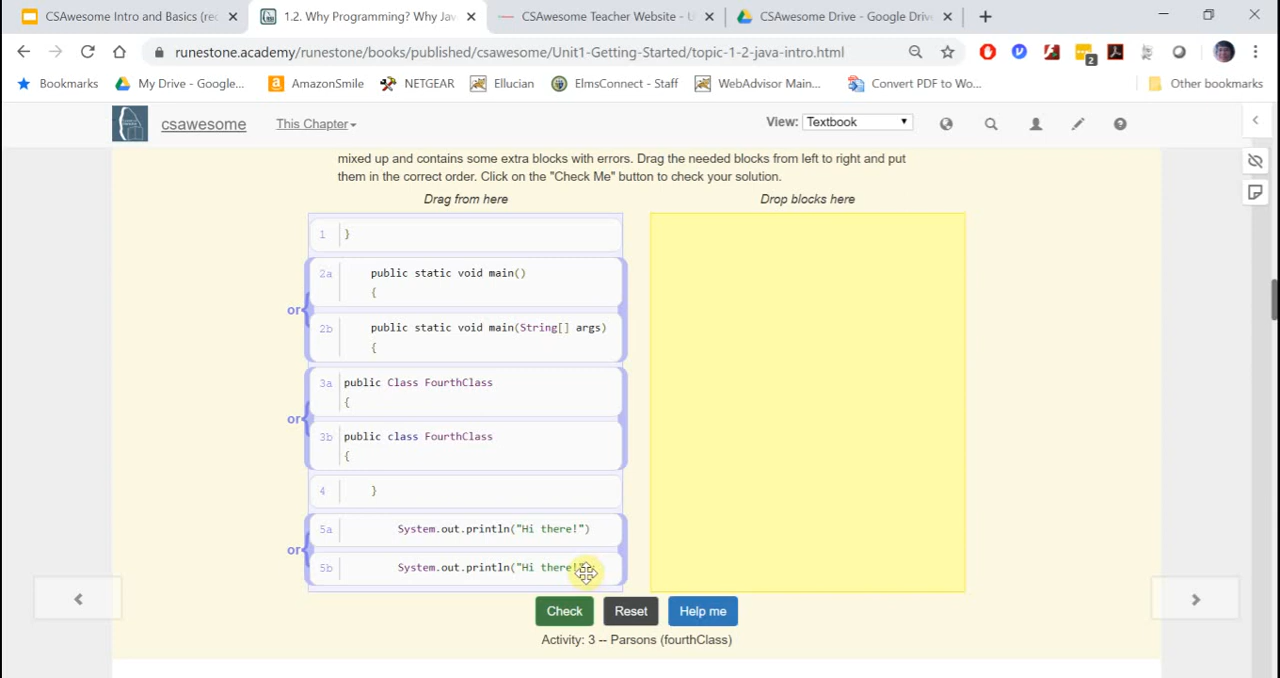 CSAwesome Intro and Basics (rec
1.2. Why Programming? Why Jav
CSAwesome Teacher Website - U
CSAwesome Drive - Google Drive
runestone.academy/runestone/books/published/csawesome/Unit1-Getting-Started/topic-1-2-java-intro.html
2
Bookmarks
My Drive - Google...
AmazonSmile
NETGEAR
Ellucian
ElmsConnect - Staff
WebAdvisor Main...
Convert PDF to Wo...
Other bookmarks
csawesome
This Chapter
View:
Textbook
mixed up and contains some extra blocks with errors. Drag the needed blocks from left to right and put
them in the correct order. Click on the "Check Me" button to check your solution.
Drag from here
Drop blocks here
1 }
2a public static void main()
{
or
2b public static void main(String[] args)
{
3a public Class FourthClass
{
or
3b public class FourthClass
{
4 }
5a System.out.println("Hi there!")
or
5b System.out.println("Hi there!"
Check
Reset
Help me
Activity: 3 -- Parsons (fourthClass)